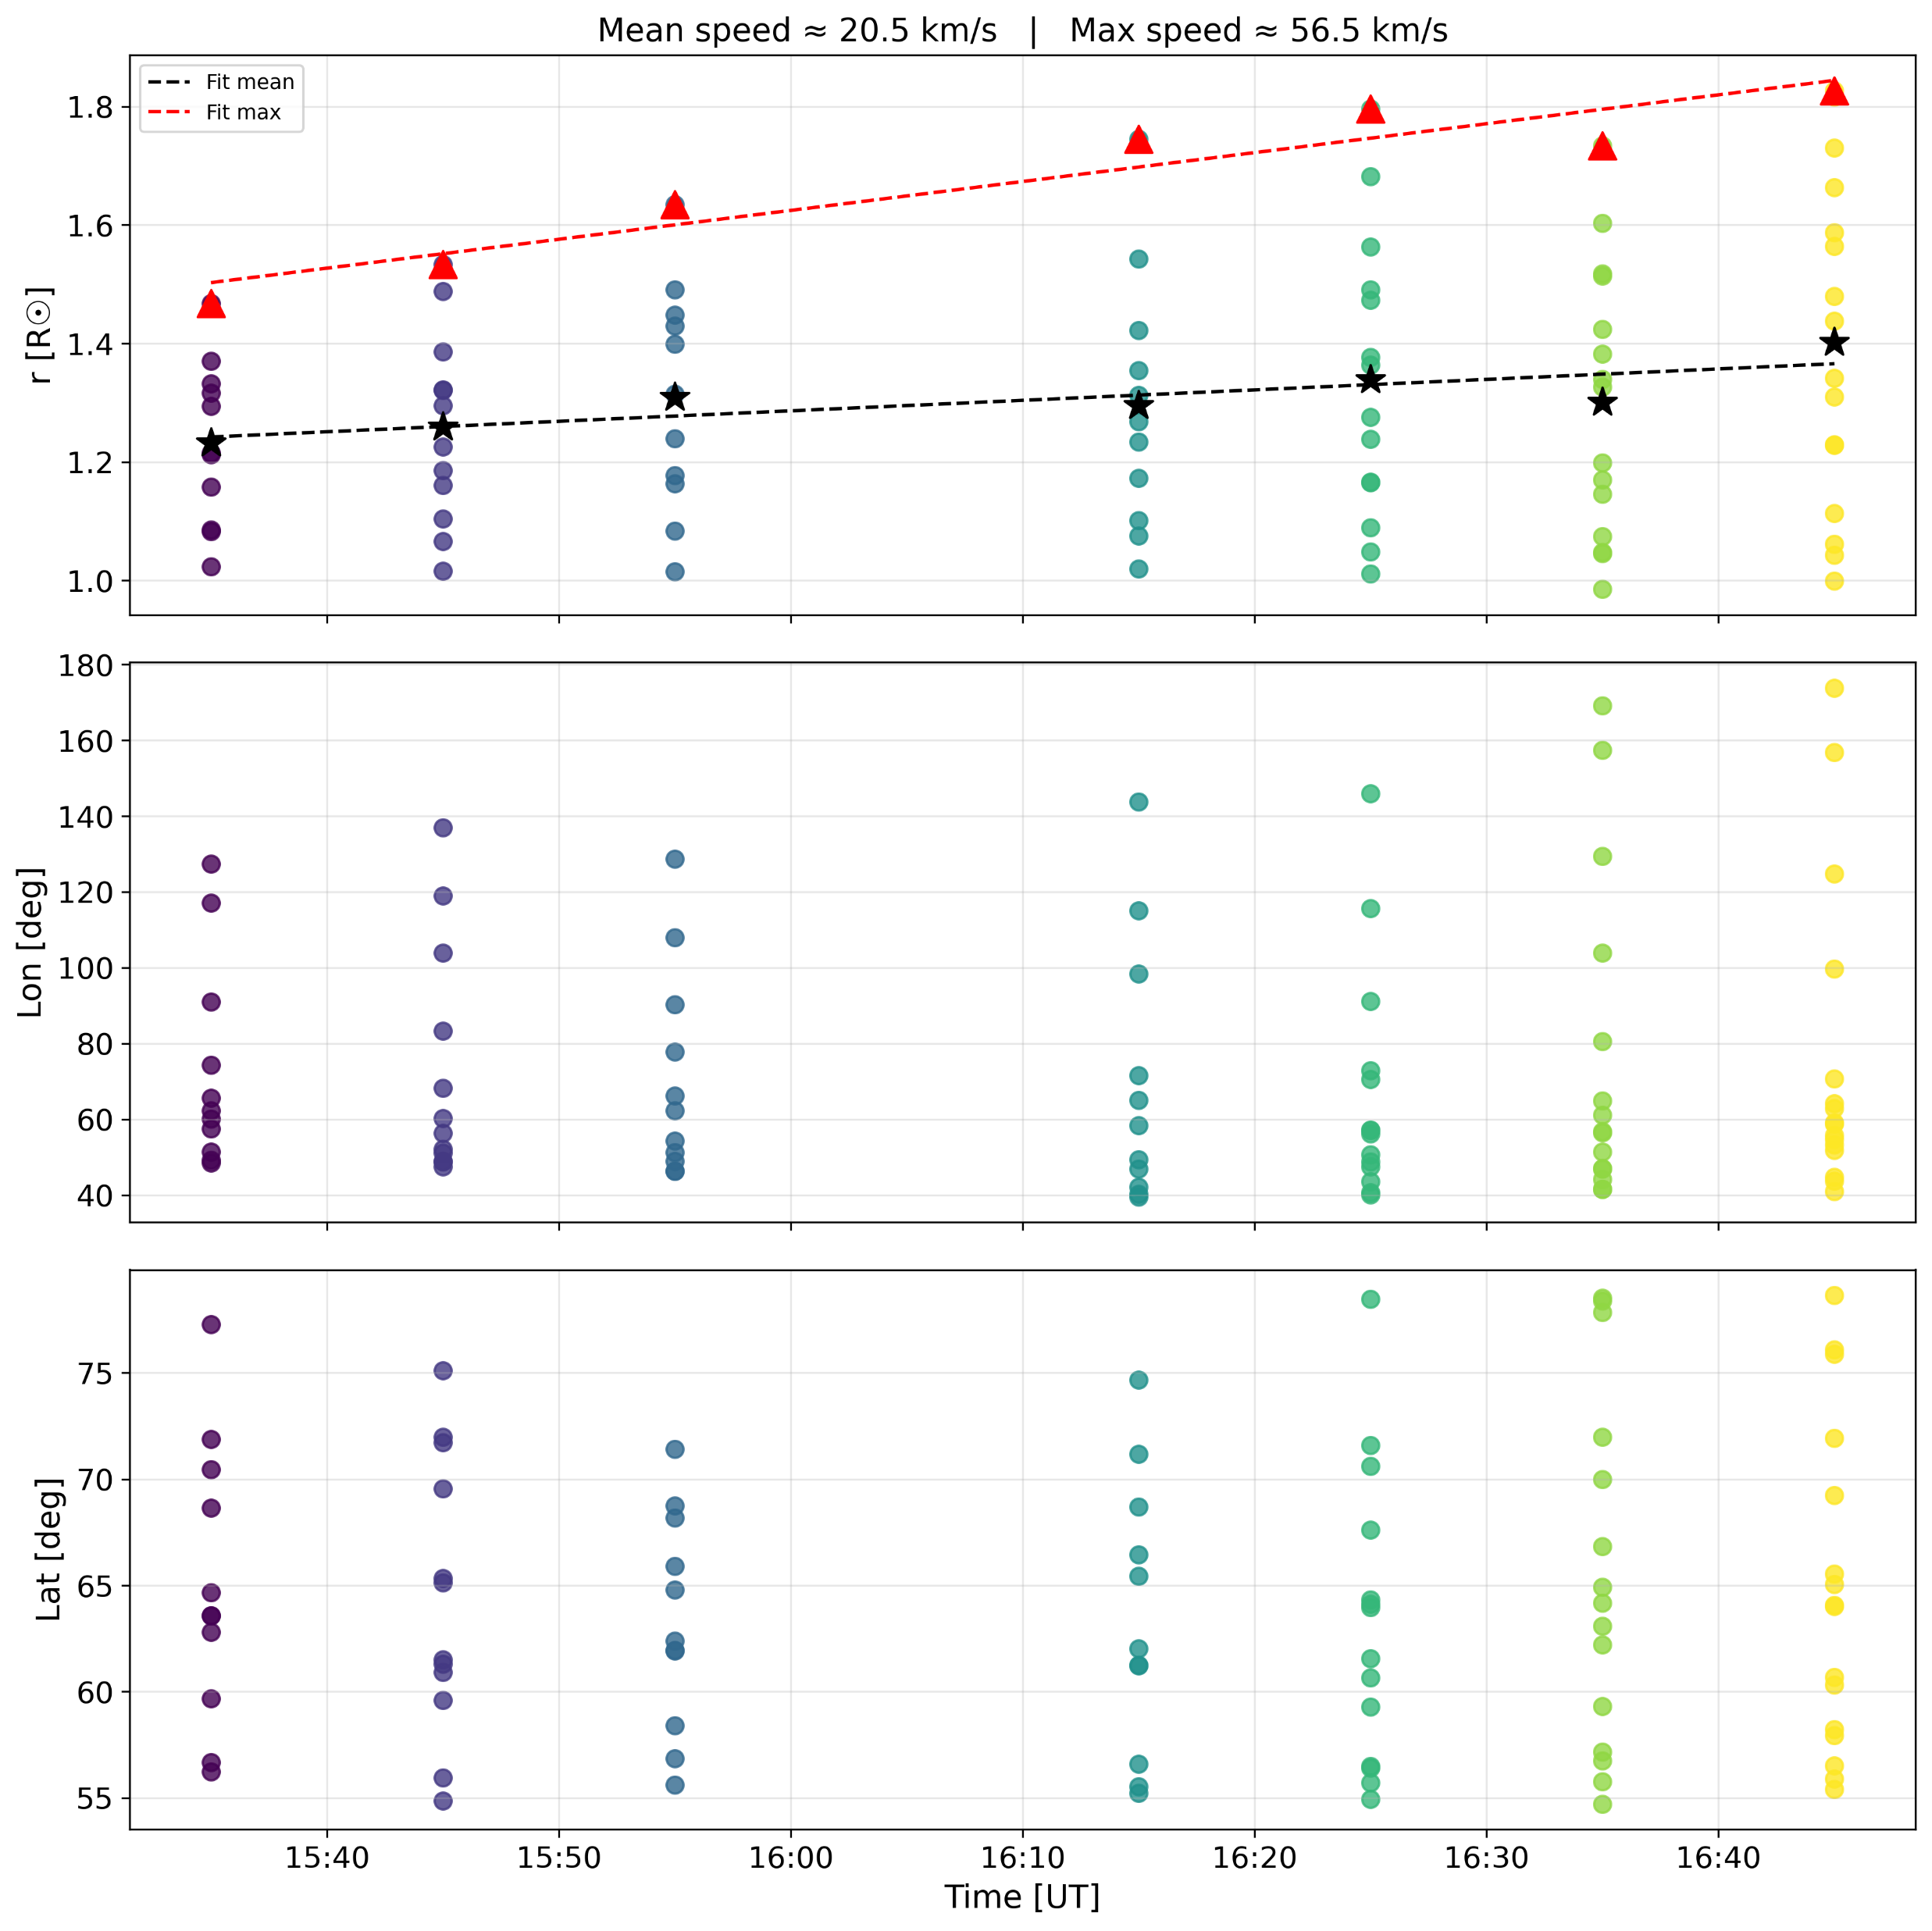 Mean speed ≈ 20.5 km/s | Max speed ≈ 56.5 km/s
Fit mean
Fit max
r [R☉]
1.8
1.6
1.4
1.2
1.0
Lon [deg]
180
160
140
120
100
80
60
40
Lat [deg]
75
70
65
60
55
15:40 15:50 16:00 16:10 16:20 16:30 16:40
Time [UT]